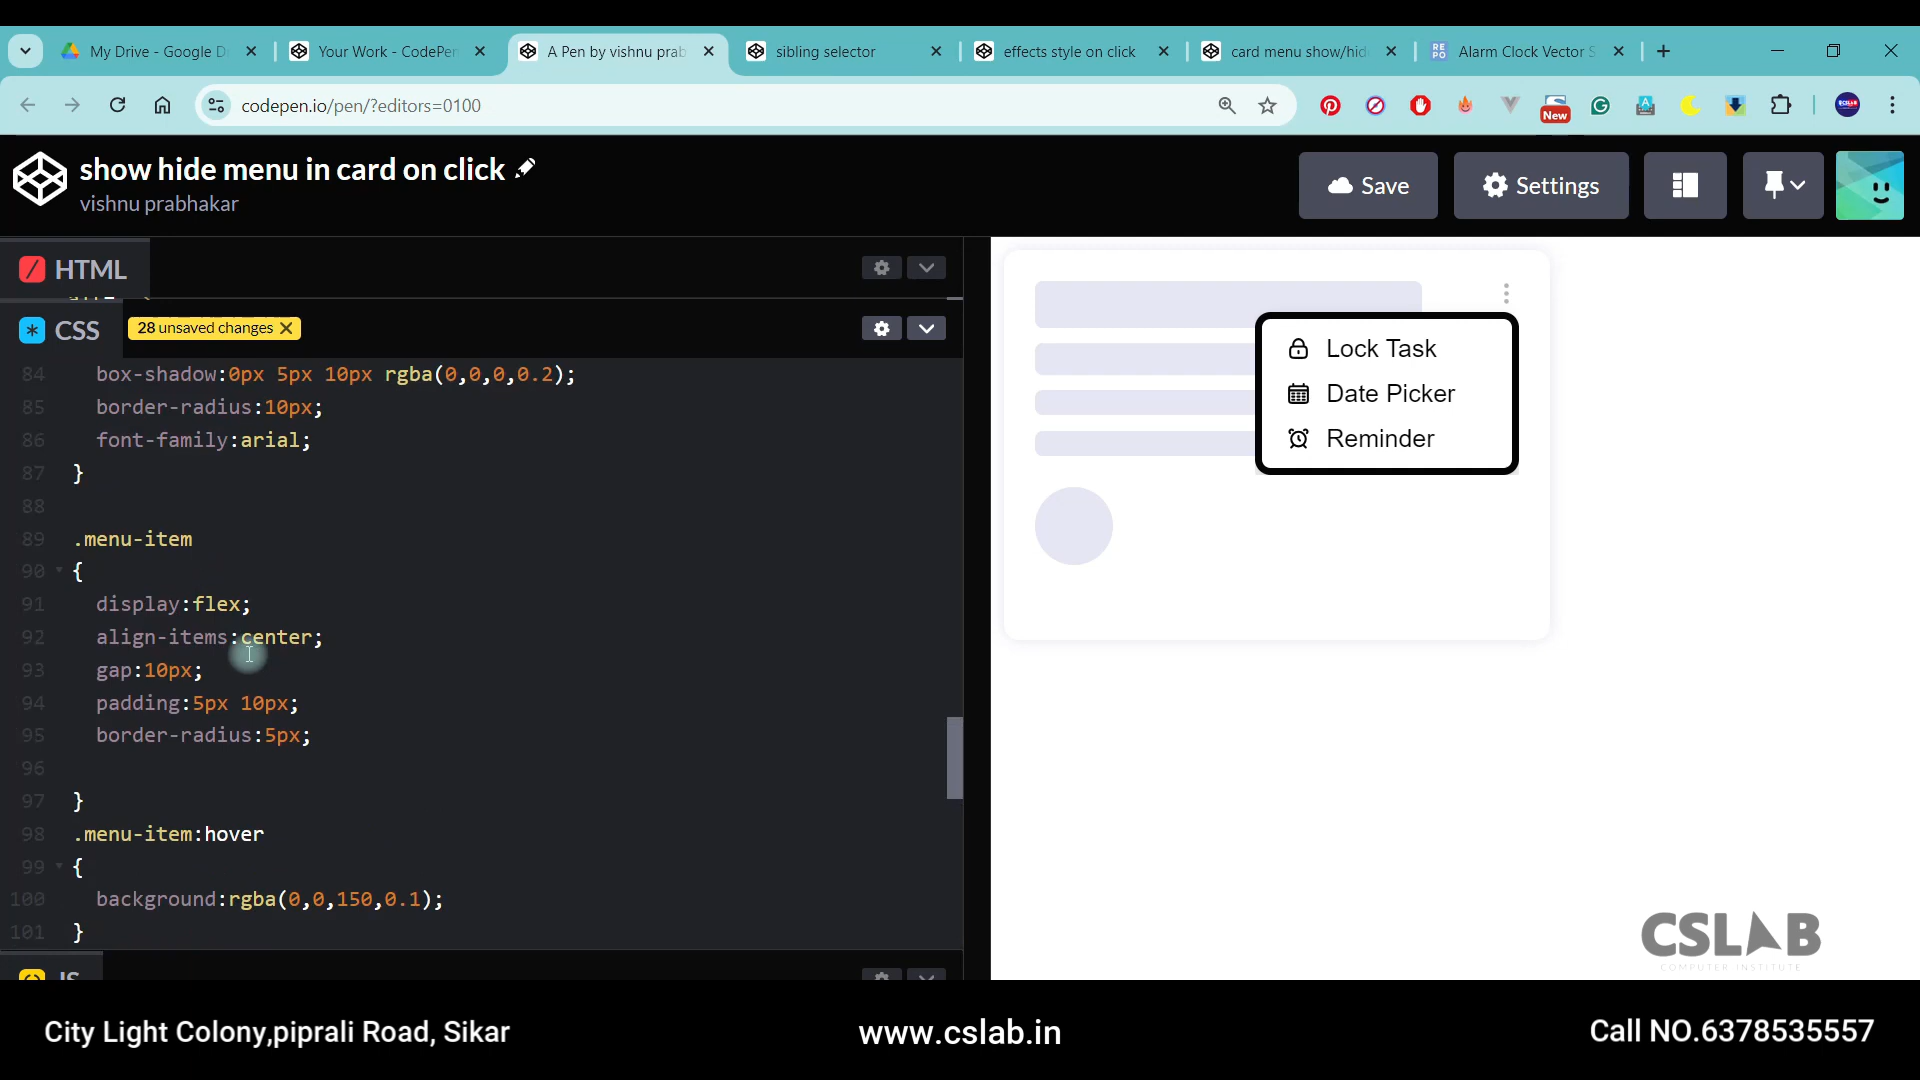 My Drive - Google D
Your Work - CodePen
A Pen by vishnu prab
sibling selector
effects style on click
card menu show/hid
REPO
Alarm Clock Vector S
codepen.io/pen/?editors=0100
New
show hide menu in card on click
vishnu prabhakar
Save
Settings
HTML
CSS
28 unsaved changes
84 box-shadow:0px 5px 10px rgba(0,0,0,0.2);
85 border-radius:10px;
86 font-family:arial;
87 }
88
89 .menu-item
90 {
91 display:flex;
92 align-items:center;
93 gap:10px;
94 padding:5px 10px;
95 border-radius:5px;
96
97 }
98 .menu-item:hover
99 {
100 background:rgba(0,0,150,0.1);
101 }
JS
Lock Task
Date Picker
Reminder
CSLAB
COMPUTER INSTITUTE
City Light Colony,piprali Road, Sikar
www.cslab.in
Call NO.6378535557